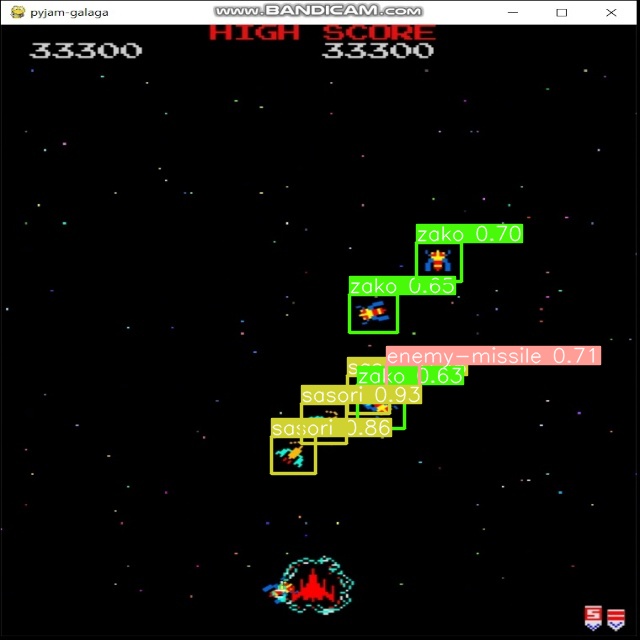 pyjam-galaga
www.BANDICAM.com
HIGH SCORE
33300
33300
zako 0.70
zako 0.65
enemy-missile 0.71
zako 0.63
sasori 0.93
sasori 0.86
5